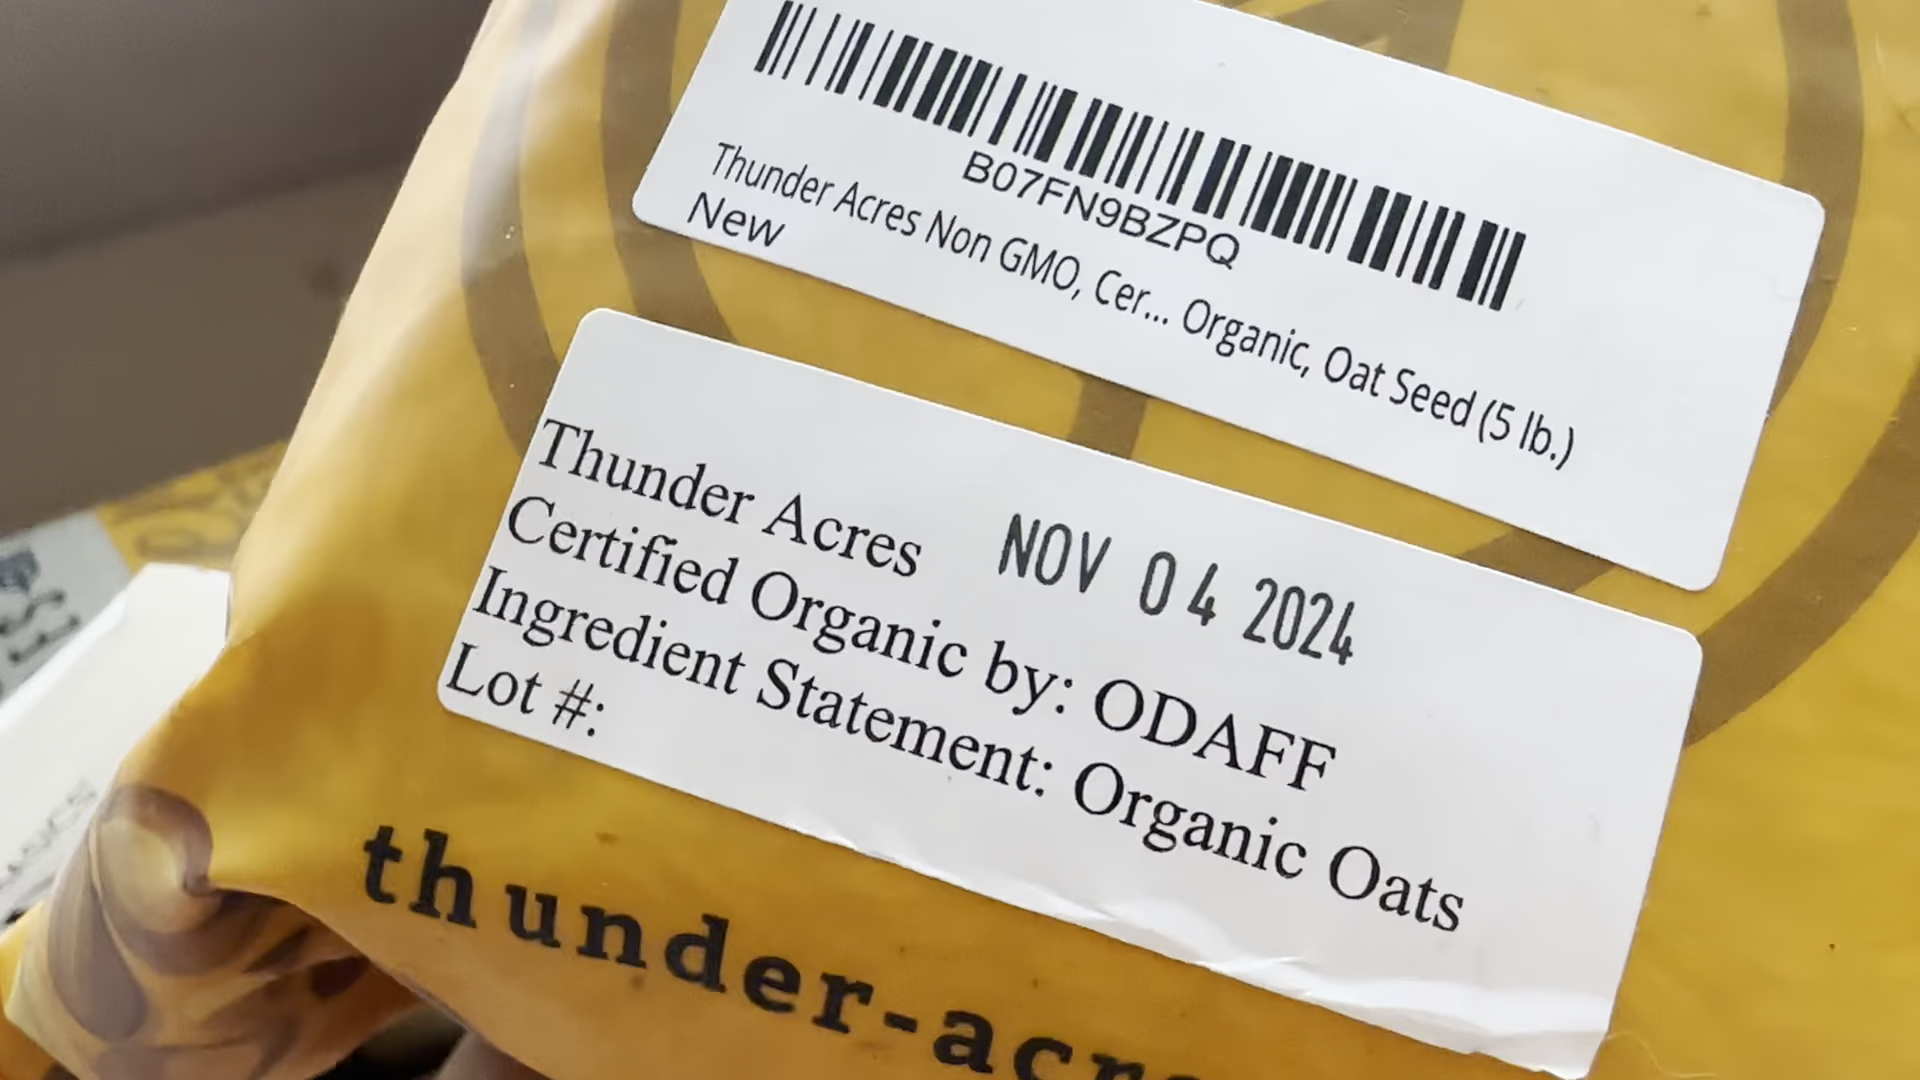 B07FN9BZPQ
Thunder Acres Non GMO, Cer... Organic, Oat Seed (5 lb.)
New
Thunder Acres NOV 04 2024
Certified Organic by: ODAFF
Ingredient Statement: Organic Oats
Lot #:
thunder-acr